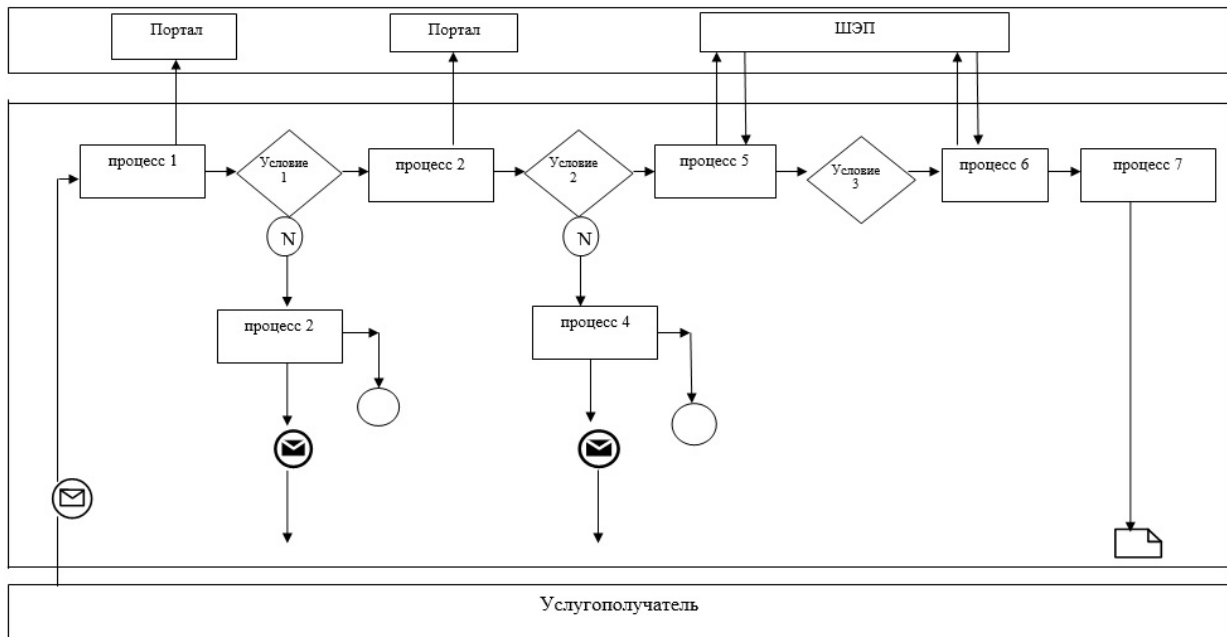 Портал
Портал
ШЭП
процесс 1
Условие
1
процесс 2
Условие
2
процесс 5
Условие
3
процесс 6
процесс 7
N
N
процесс 2
процесс 4
Услугополучатель